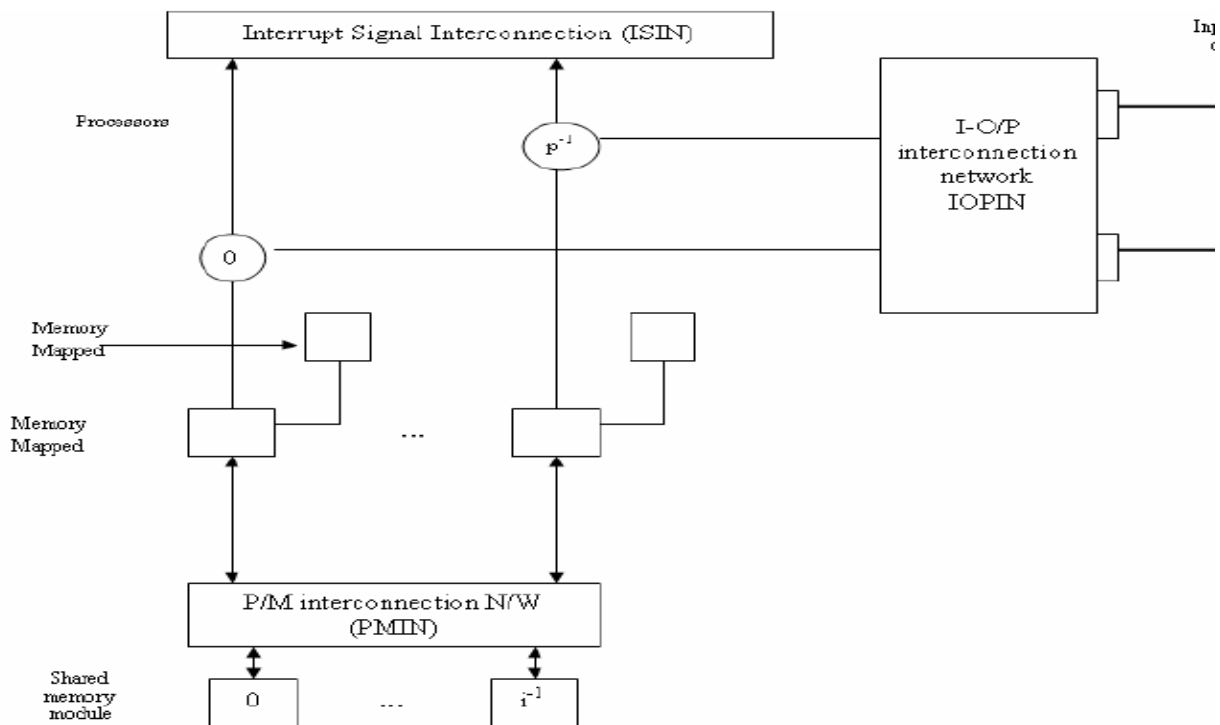 Interrupt Signal Interconnection (ISIN)
Processors
p-1
I-O/P
interconnection
network
IOPIN
0
Memory
Mapped
Memory
Mapped
...
P/M interconnection N/W
(PMIN)
Shared
memory
module
0
...
i-1